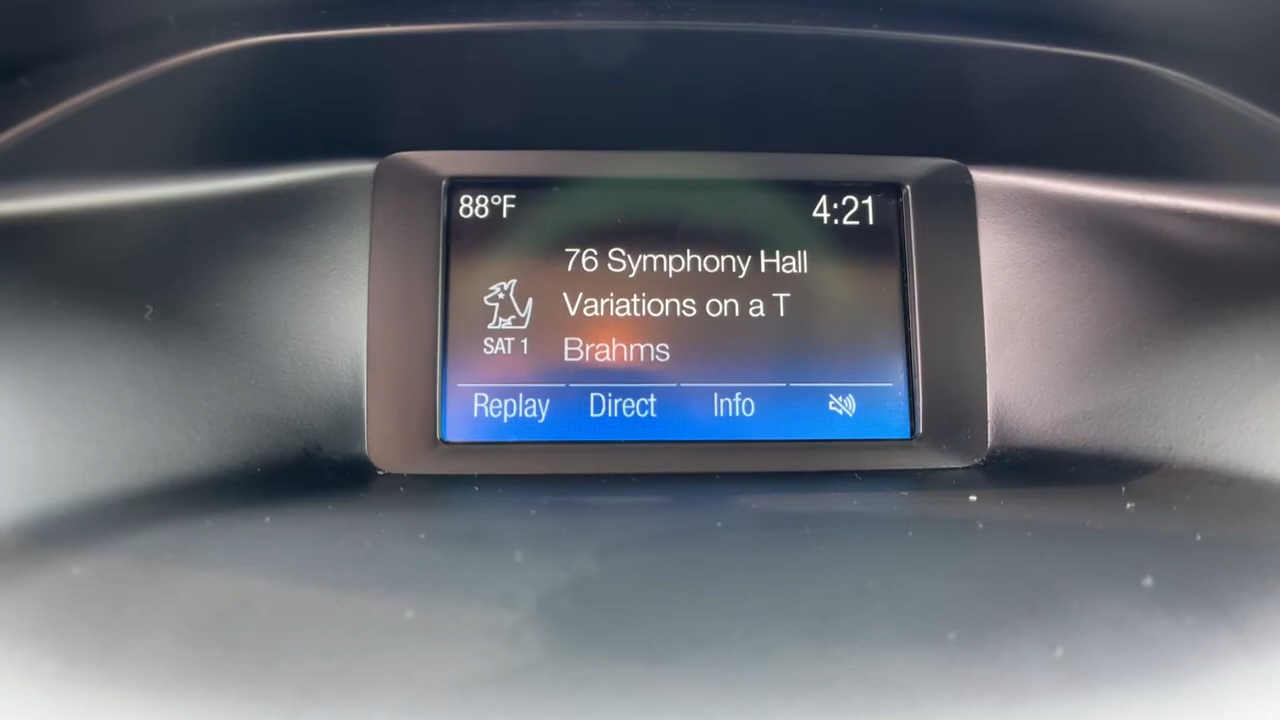 88°F 4:21
76 Symphony Hall
Variations on a T
SAT 1 Brahms
Replay Direct Info